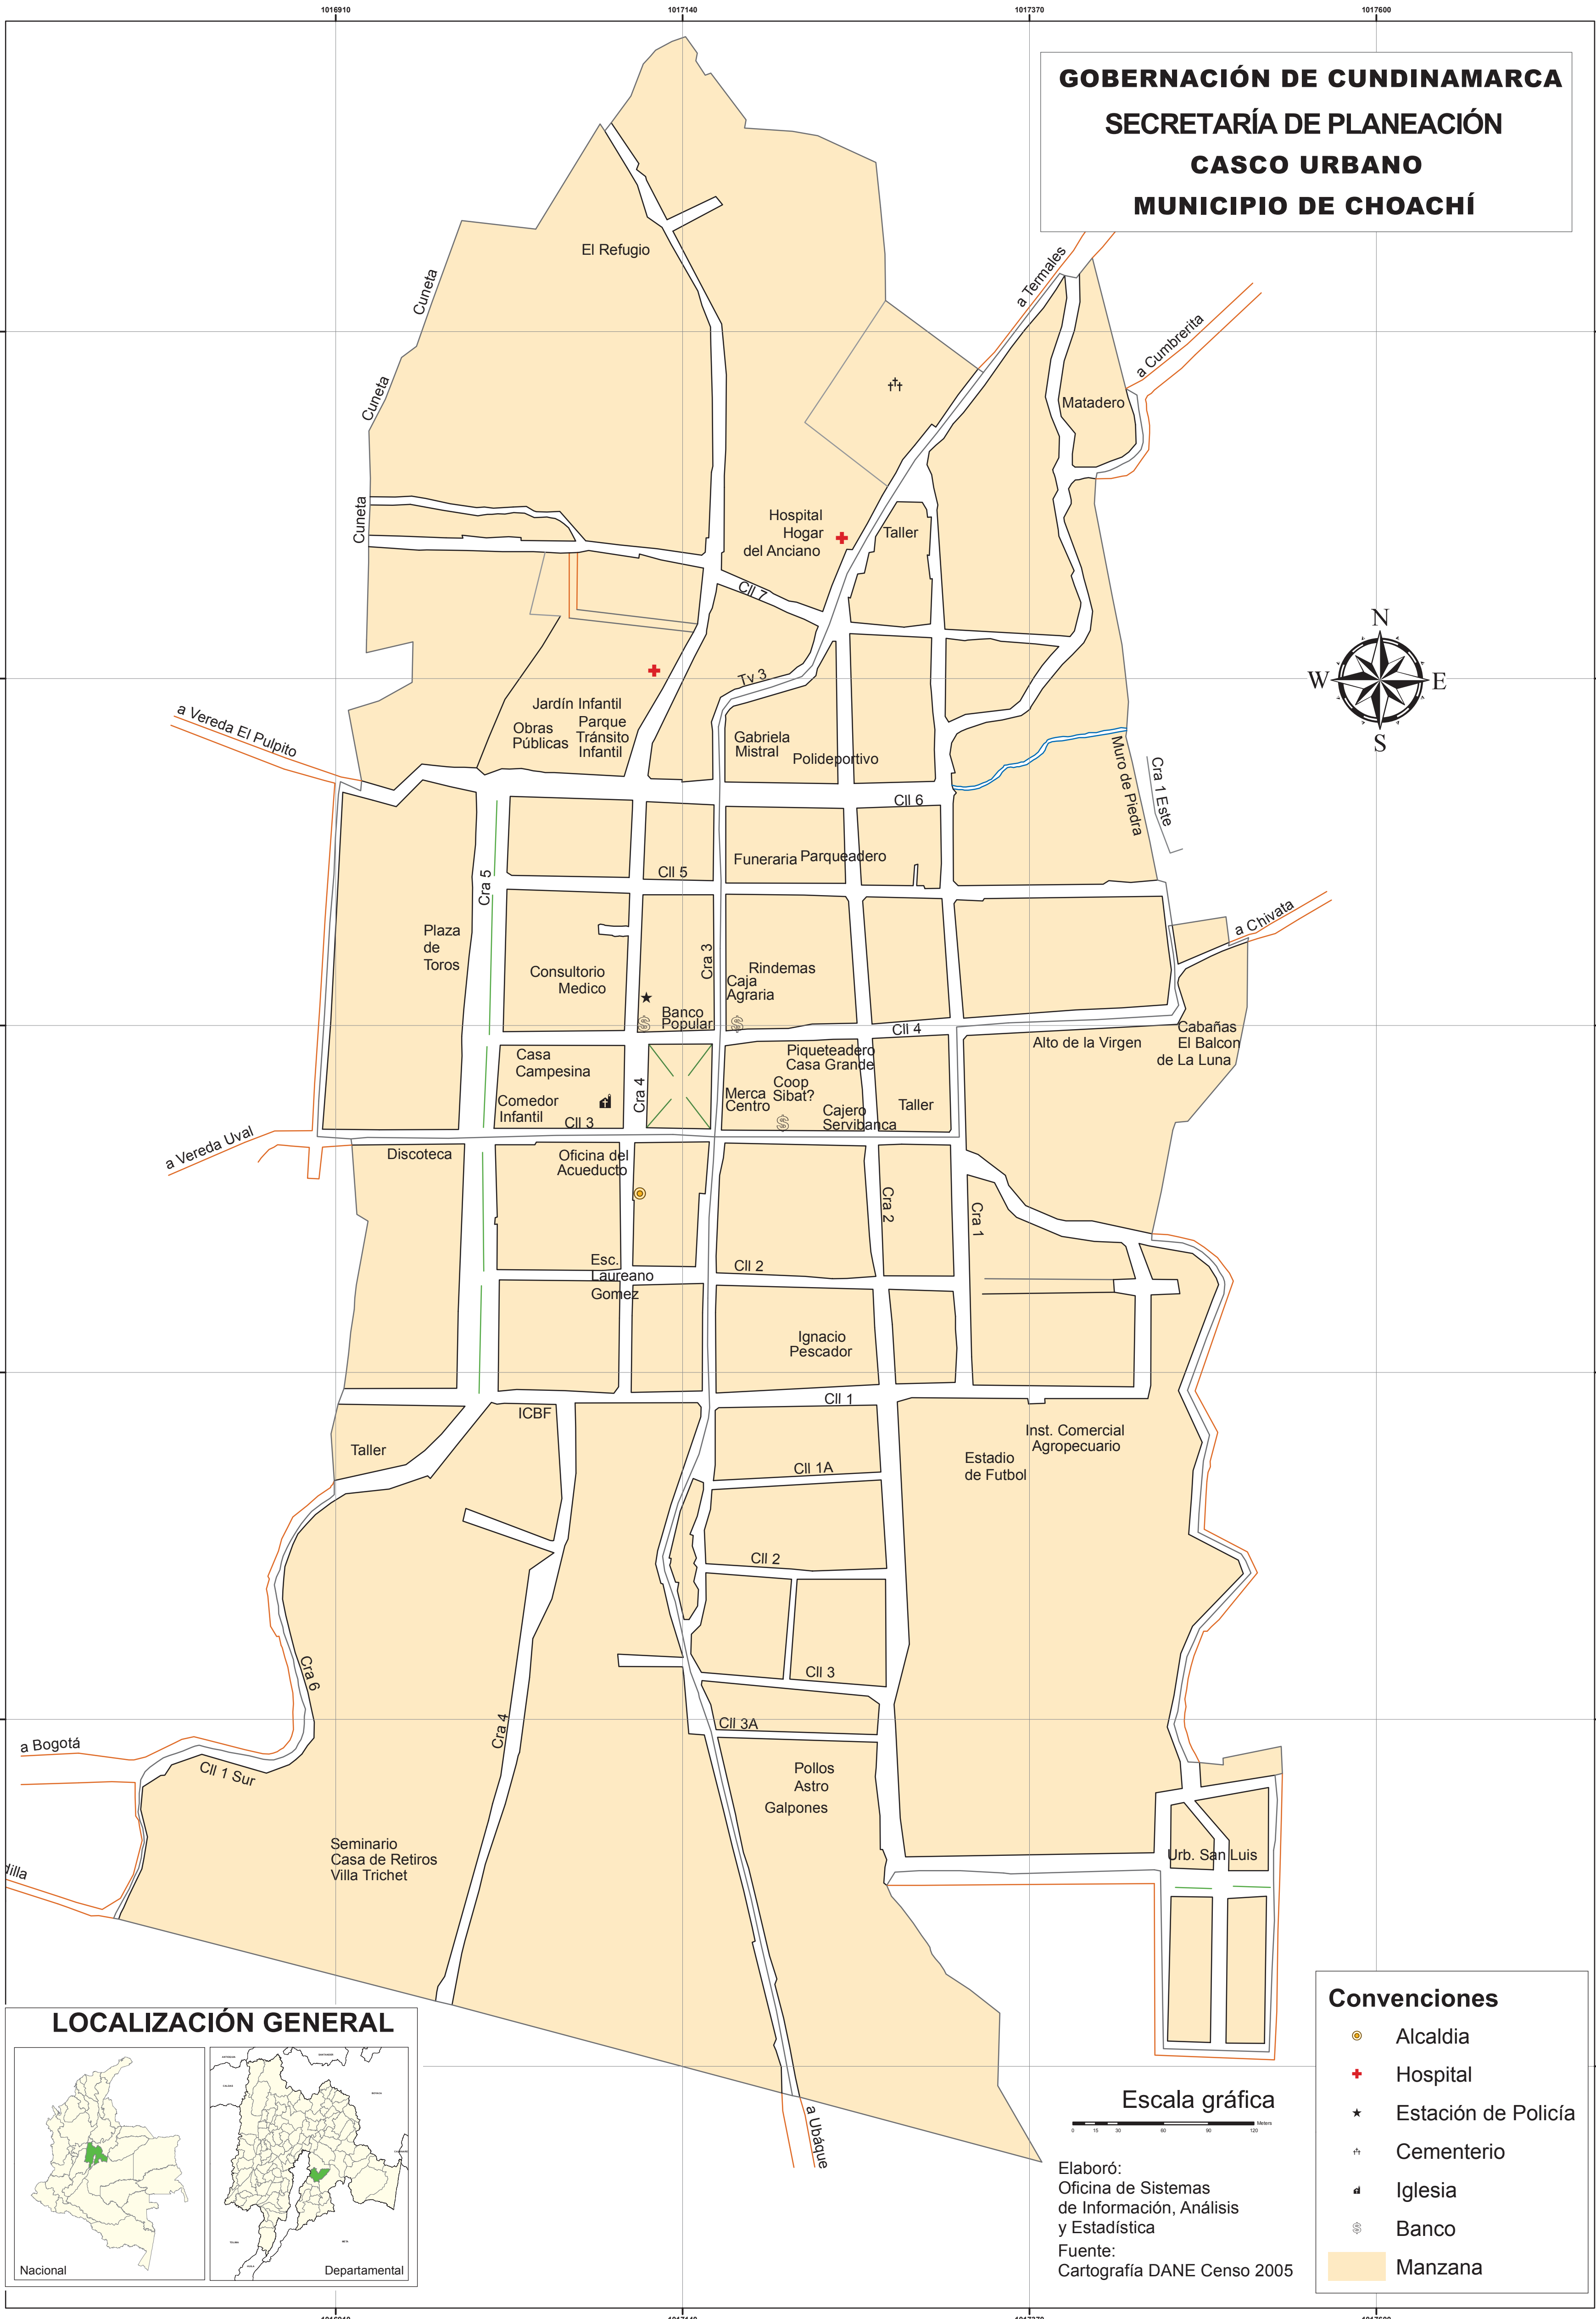 1016910
1017140
1017370
1017600
GOBERNACIÓN DE CUNDINAMARCA
SECRETARÍA DE PLANEACIÓN
CASCO URBANO
MUNICIPIO DE CHOACHÍ
El Refugio
a Termales
Cuneta
a Cumbrerita
Cuneta
Matadero
Cuneta
Hospital
Hogar
del Anciano
Taller
Cll 7
N
W
E
S
Tv 3
Jardín Infantil
Obras
Públicas
Parque
Tránsito
Infantil
a Vereda El Pulpito
Gabriela
Mistral
Polideportivo
Muro de Piedra
Cra 1 Este
Cll 6
Funeraria
Parqueadero
Cll 5
Cra 5
Plaza
de
Toros
a Chivata
Cra 3
Consultorio
Medico
Rindemas
Caja
Agraria
Banco
Popular
Cll 4
Alto de la Virgen
Cabañas
El Balcon
de La Luna
Casa
Campesina
Piqueteadero
Casa Grande
Cra 4
Comedor
Infantil
Cll 3
Merca
Centro
Coop
Sibat?
Cajero
Servibanca
Taller
a Vereda Uval
Discoteca
Oficina del
Acueducto
Cra 2
Cra 1
Esc.
Laureano
Gomez
Cll 2
Ignacio
Pescador
Cll 1
ICBF
Taller
Inst. Comercial
Agropecuario
Estadio
de Futbol
Cll 1A
Cll 2
Cra 6
Cll 3
Cra 4
Cll 3A
a Bogotá
Cll 1 Sur
Pollos
Astro
Galpones
Seminario
Casa de Retiros
Villa Trichet
dilla
Urb. San Luis
a Ubáque
LOCALIZACIÓN GENERAL
Nacional
Departamental
Escala gráfica
0 15 30 60 90 120 Meters
Elaboró:
Oficina de Sistemas
de Información, Análisis
y Estadística
Fuente:
Cartografía DANE Censo 2005
Convenciones
Alcaldia
Hospital
Estación de Policía
Cementerio
Iglesia
Banco
Manzana
1016910
1017140
1017370
1017600